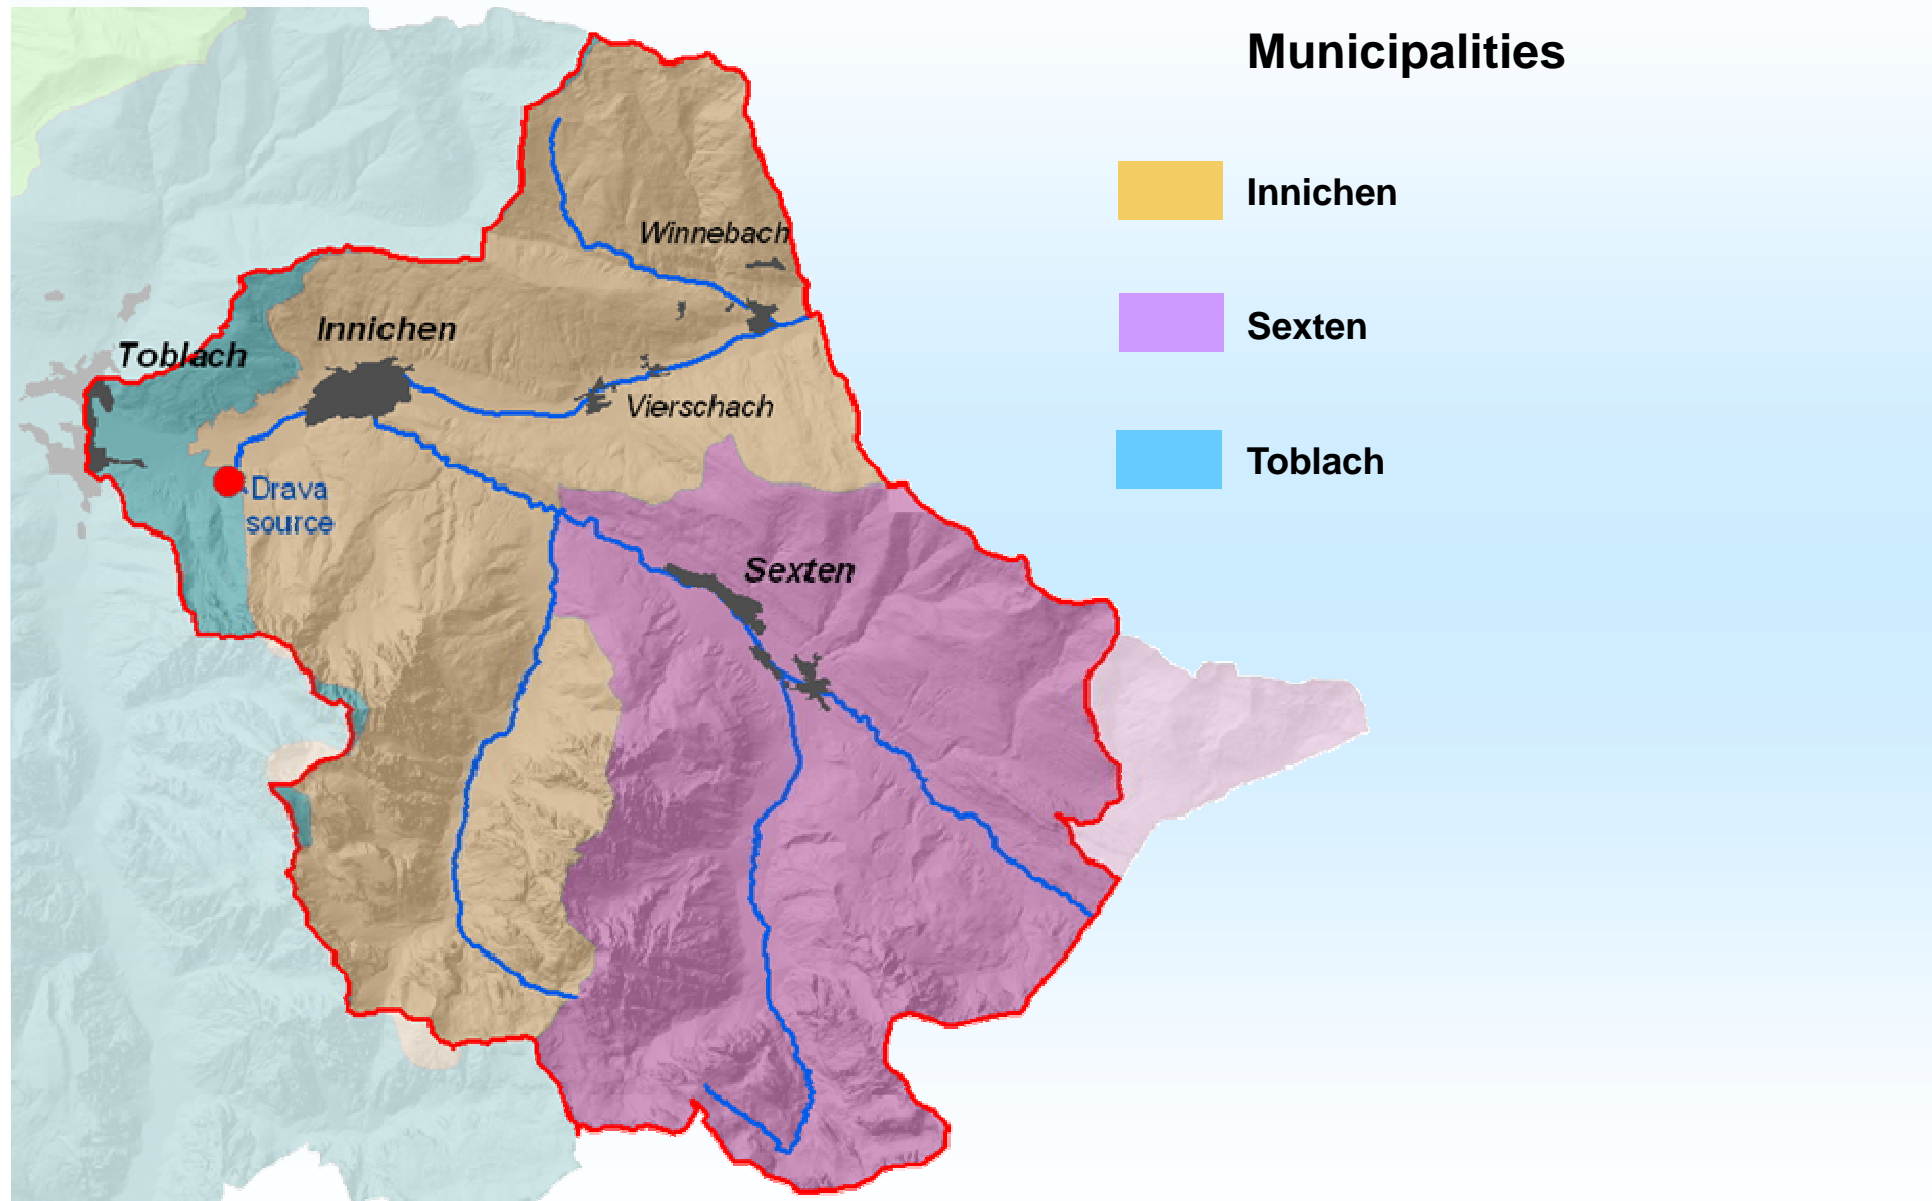 Municipalities
Innichen
Sexten
Toblach
Winnebach
Innichen
Toblach
Vierschach
Drava
source
Sexten